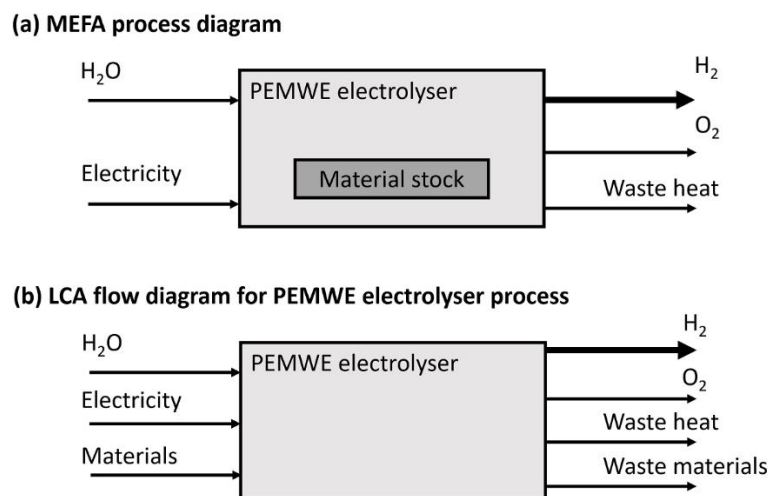 (a) MEFA process diagram
H₂O
PEMWE electrolyser
H₂
O₂
Electricity
Material stock
Waste heat
(b) LCA flow diagram for PEMWE electrolyser process
H₂O
PEMWE electrolyser
H₂
Electricity
O₂
Waste heat
Materials
Waste materials